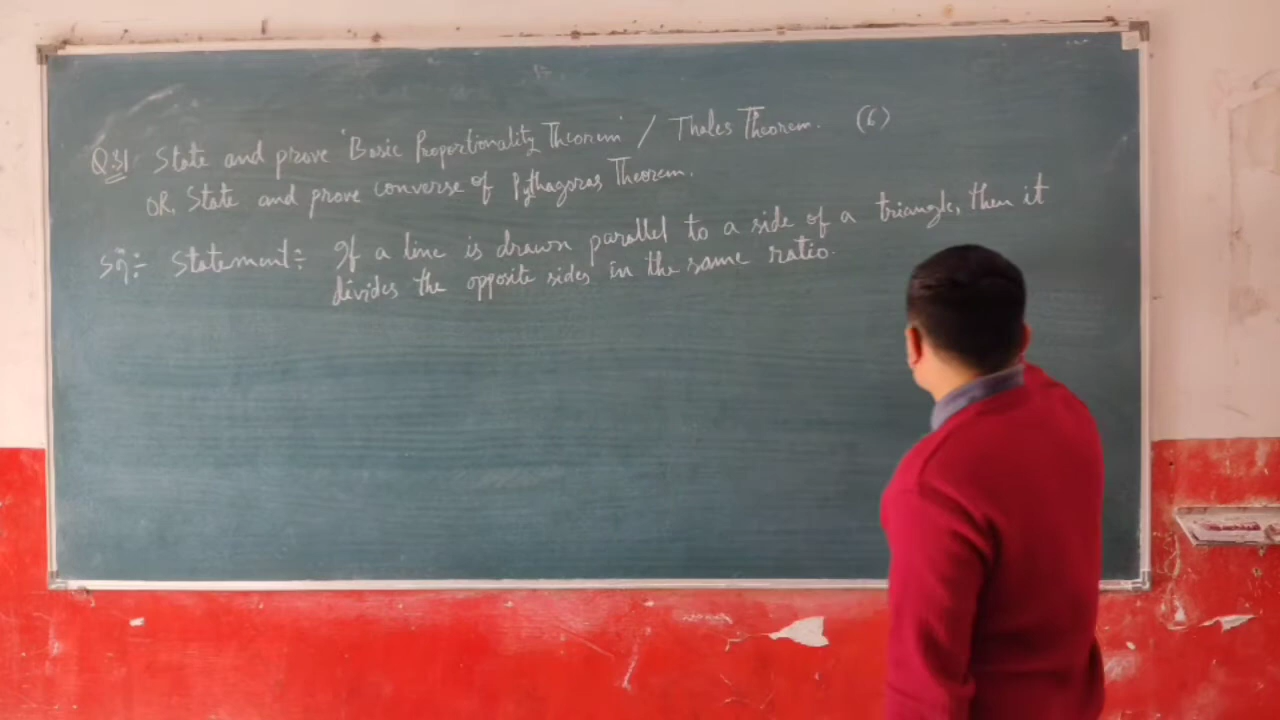 Q31 State and prove 'Basic Proportionality Theorem' / Thales Theorem. (6)
OR, State and prove converse of Pythagoras Theorem.
Sol:- Statement:- If a line is drawn parallel to a side of a triangle, then it
divides the opposite sides in the same ratio.